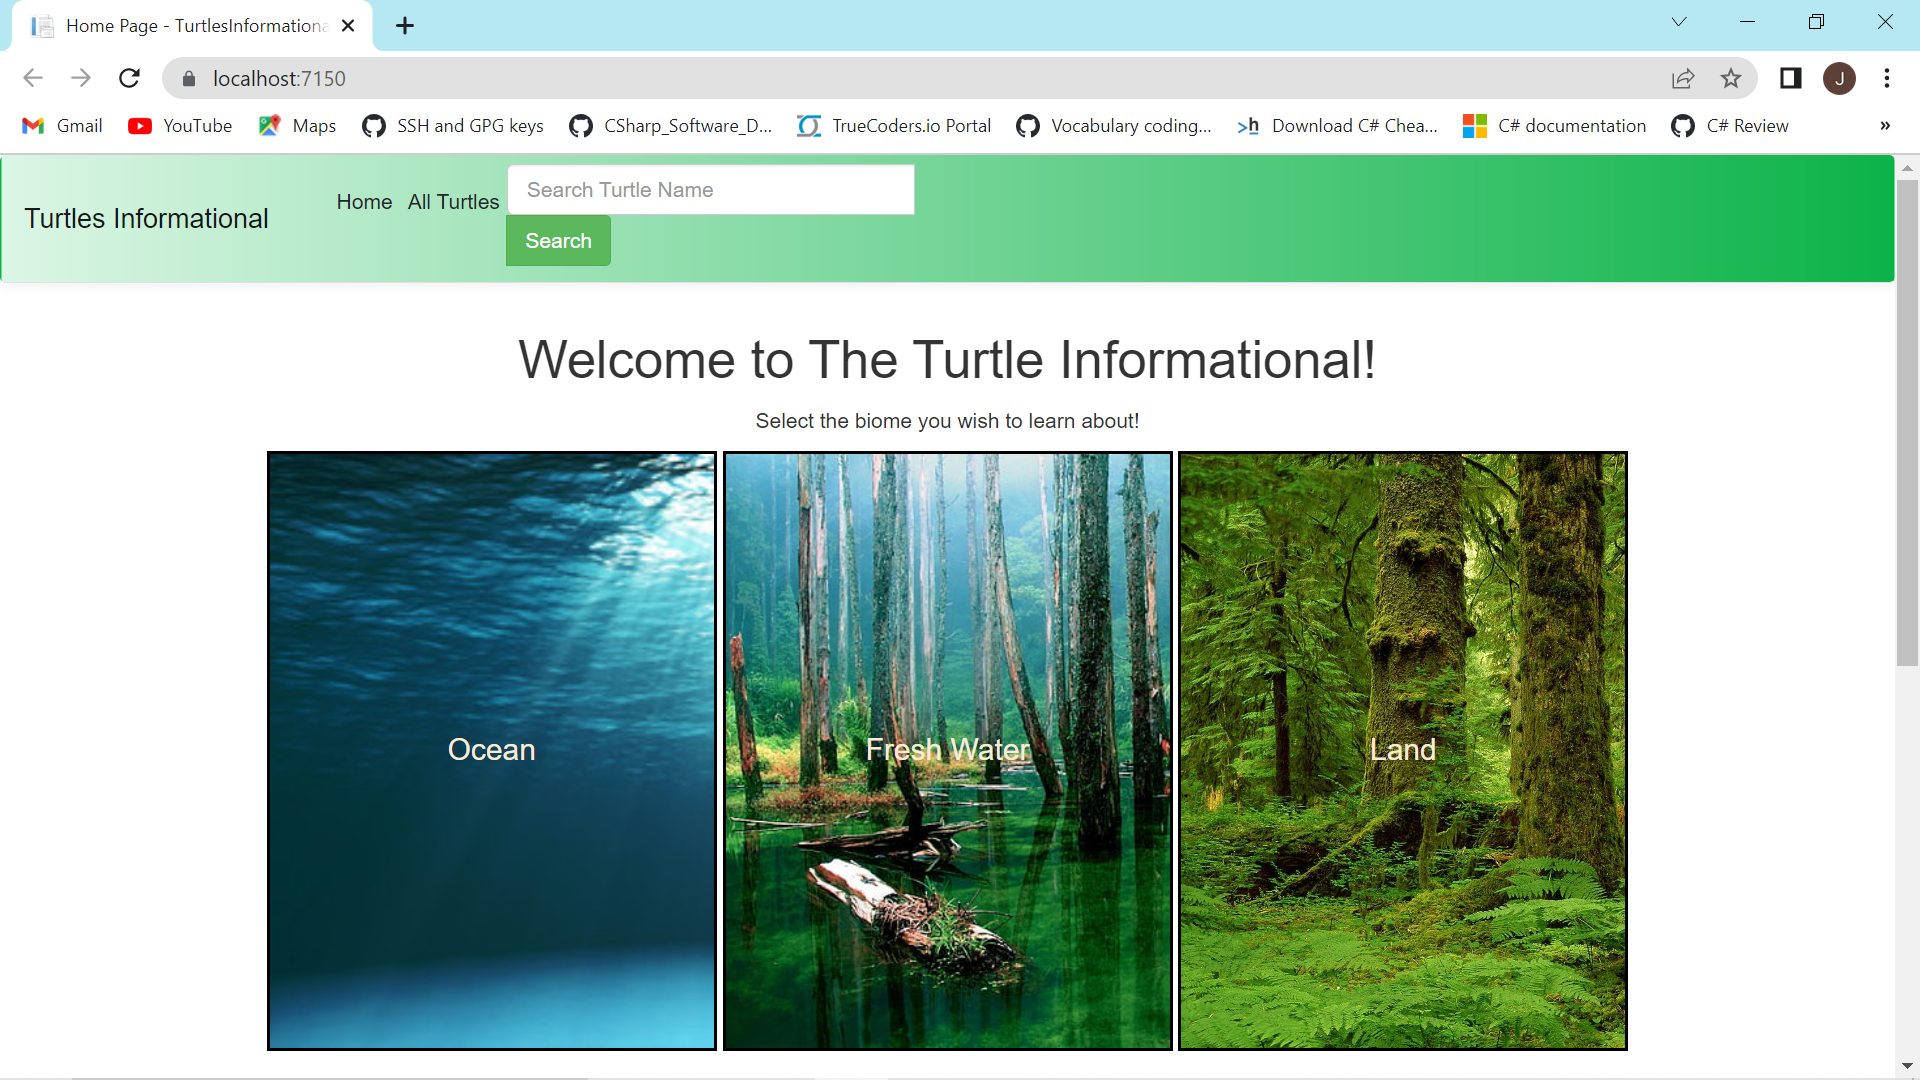 Home Page - TurtlesInformationa
localhost:7150
J
Gmail
YouTube
Maps
SSH and GPG keys
CSharp_Software_D...
TrueCoders.io Portal
Vocabulary coding...
>h Download C# Chea...
C# documentation
C# Review
»
Turtles Informational
Home
All Turtles
Search Turtle Name
Search
Welcome to The Turtle Informational!
Select the biome you wish to learn about!
Ocean
Fresh Water
Land